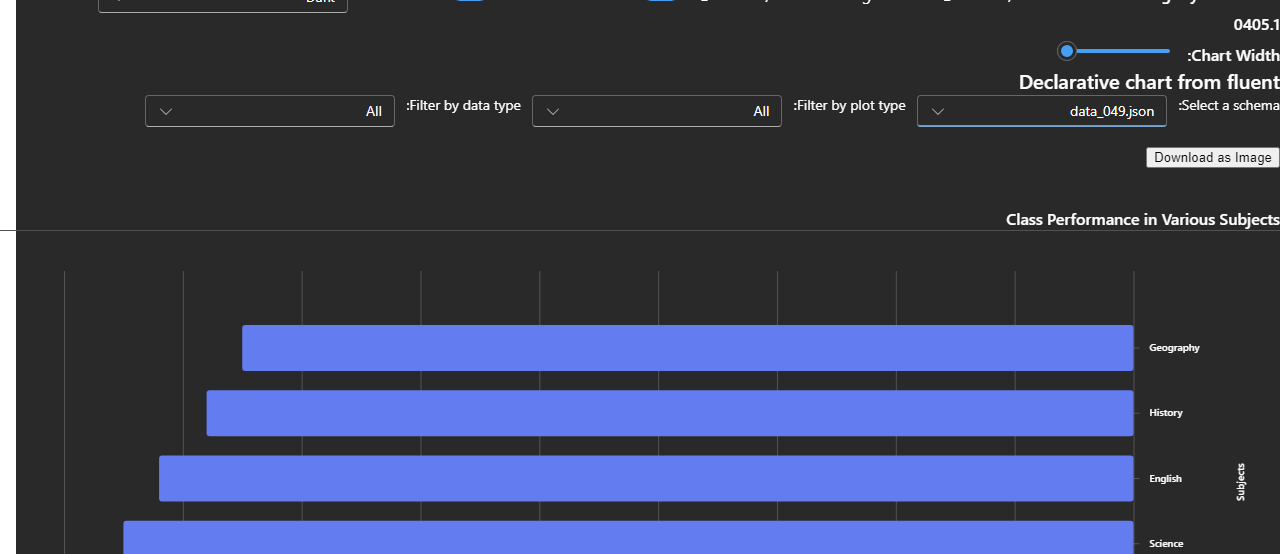 0405.1
:Chart Width
Declarative chart from fluent
:Select a schema
data_049.json
:Filter by plot type
All
:Filter by data type
All
Download as Image
Class Performance in Various Subjects
Geography
History
English
Science
Subjects